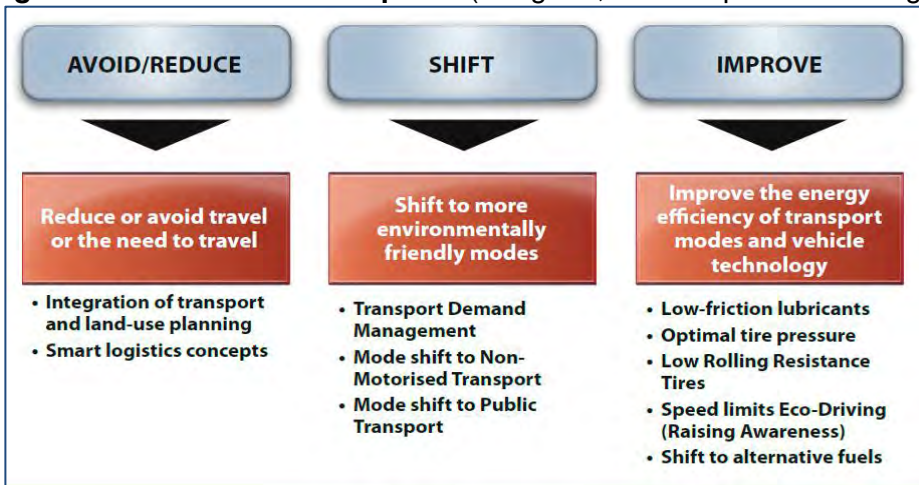 AVOID/REDUCE
Reduce or avoid travel
or the need to travel
• Integration of transport
and land-use planning
• Smart logistics concepts
SHIFT
Shift to more
environmentally
friendly modes
• Transport Demand
Management
• Mode shift to Non-
Motorised Transport
• Mode shift to Public
Transport
IMPROVE
Improve the energy
efficiency of transport
modes and vehicle
technology
• Low-friction lubricants
• Optimal tire pressure
• Low Rolling Resistance
Tires
• Speed limits Eco-Driving
(Raising Awareness)
• Shift to alternative fuels